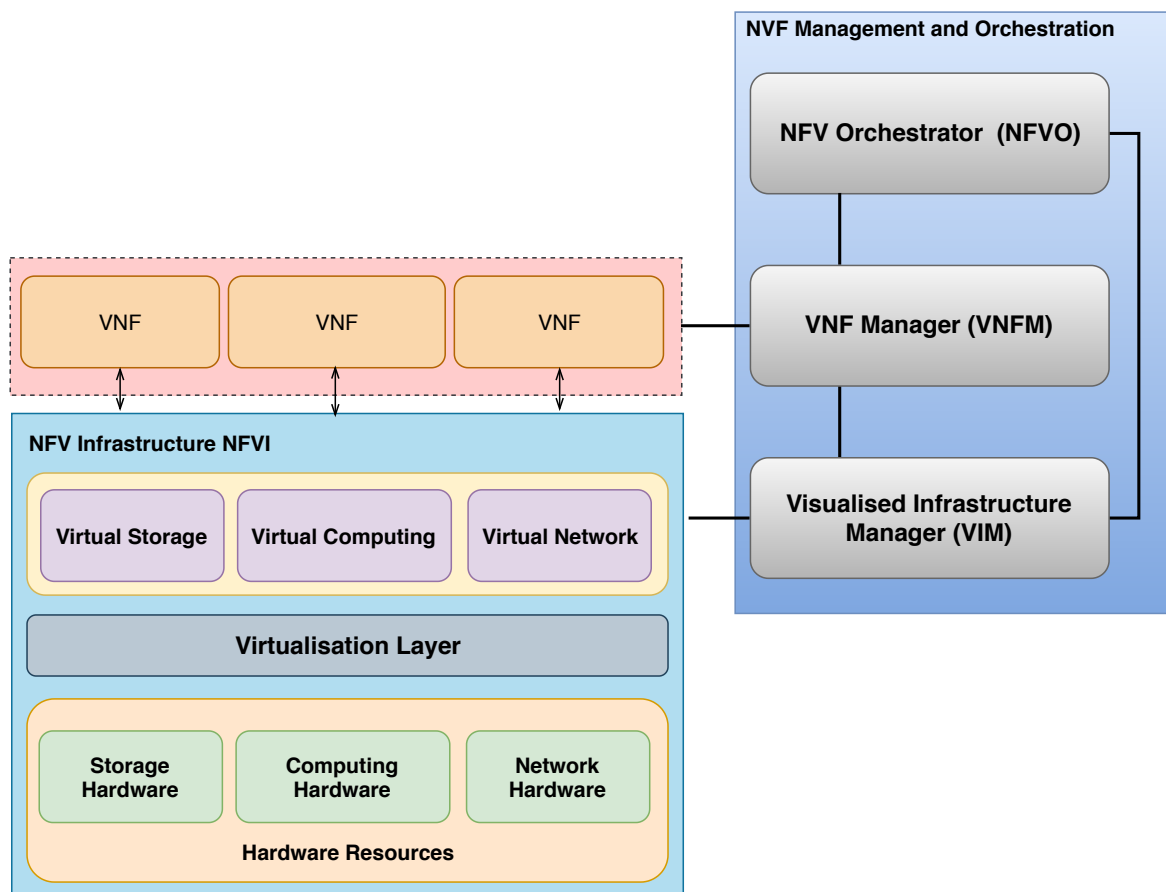 NVF Management and Orchestration
NFV Orchestrator (NFVO)
VNF
VNF
VNF
VNF Manager (VNFM)
NFV Infrastructure NFVI
Virtual Storage
Virtual Computing
Virtual Network
Visualised Infrastructure
Manager (VIM)
Virtualisation Layer
Storage
Hardware
Computing
Hardware
Network
Hardware
Hardware Resources